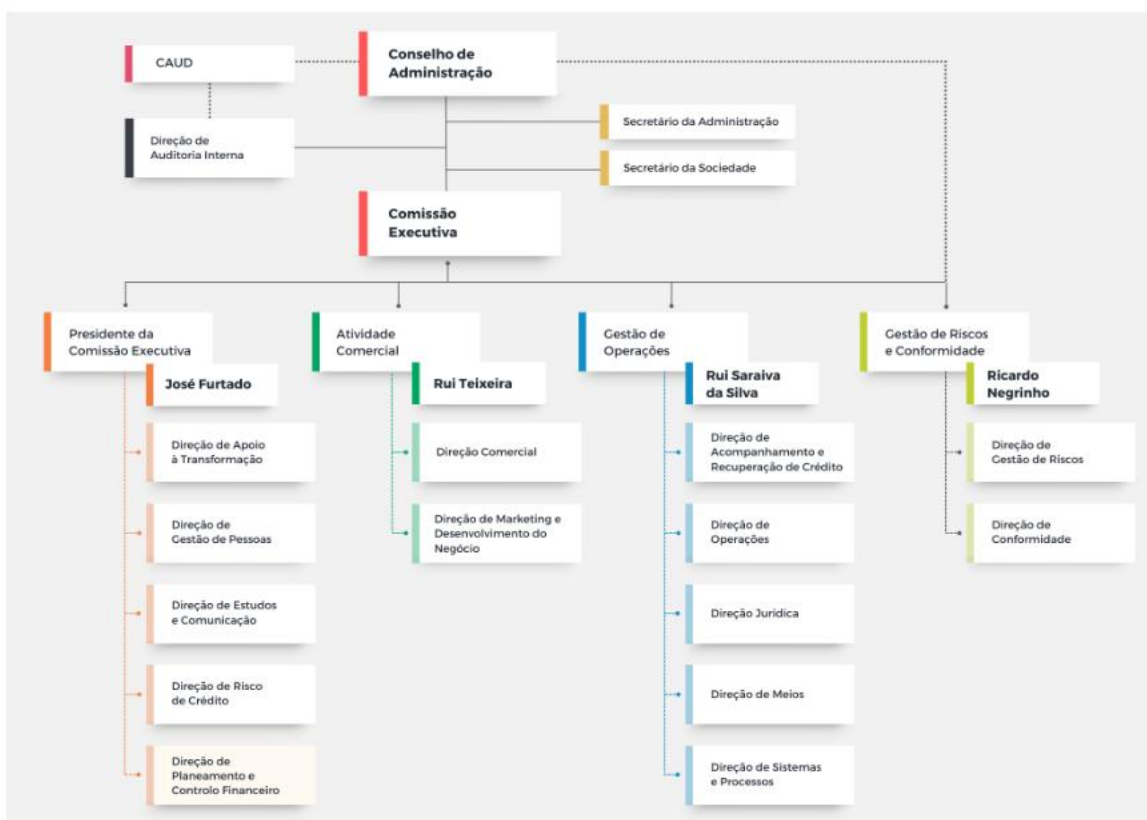 CAUD
Conselho de
Administração
Direção de
Auditoria Interna
Secretário da Administração
Secretário da Sociedade
Comissão
Executiva
Presidente da
Comissão Executiva
José Furtado
Direção de Apoio
à Transformação
Direção de
Gestão de Pessoas
Direção de Estudos
e Comunicação
Direção de Risco
de Crédito
Direção de
Planeamento e
Controlo Financeiro
Atividade
Comercial
Rui Teixeira
Direção Comercial
Direção de Marketing e
Desenvolvimento do
Negócio
Gestão de
Operações
Rui Saraiva
da Silva
Direção de
Acompanhamento e
Recuperação de Crédito
Direção de
Operações
Direção Jurídica
Direção de Meios
Direção de Sistemas
e Processos
Gestão de Riscos
e Conformidade
Ricardo
Negrinho
Direção de
Gestão de Riscos
Direção de
Conformidade